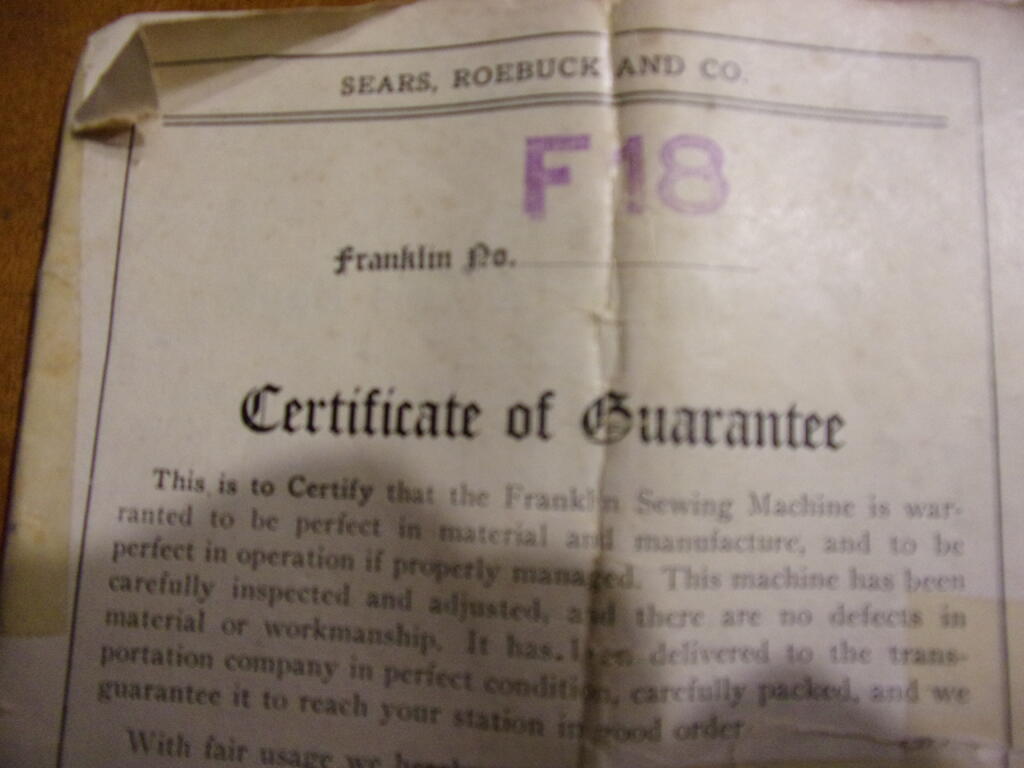 SEARS, ROEBUCK AND CO.
F 18
Franklin No.
Certificate of Guarantee
This is to Certify that the Franklin Sewing Machine is war-
ranted to be perfect in material and manufacture, and to be
perfect in operation if properly managed. This machine has been
carefully inspected and adjusted, and there are no defects in
material or workmanship. It has been delivered to the trans-
portation company in perfect condition, carefully packed, and we
guarantee it to reach your station in good order.
With fair usage we